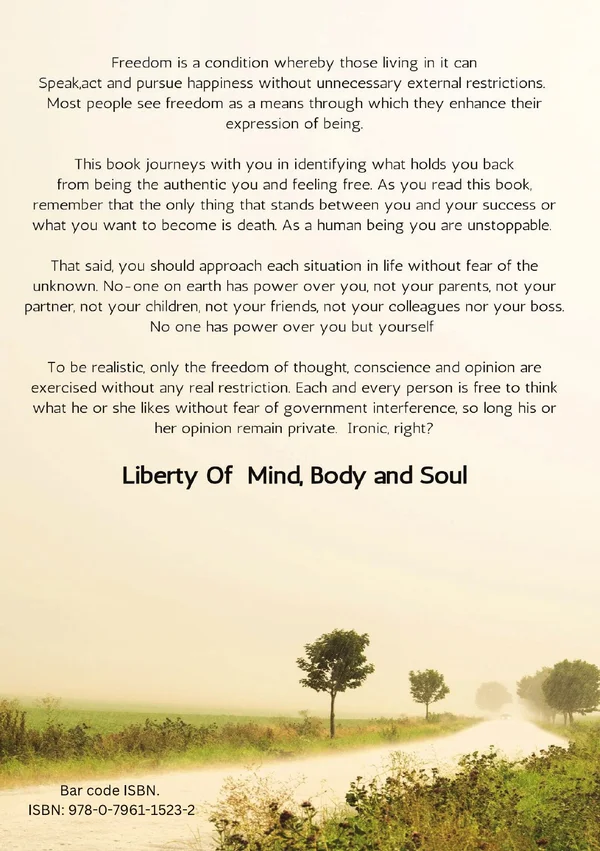 Freedom is a condition whereby those living in it can
Speak,act and pursue happiness without unnecessary external restrictions.
Most people see freedom as a means through which they enhance their
expression of being.
This book journeys with you in identifying what holds you back
from being the authentic you and feeling free. As you read this book,
remember that the only thing that stands between you and your success or
what you want to become is death. As a human being you are unstoppable.
That said, you should approach each situation in life without fear of the
unknown. No-one on earth has power over you, not your parents, not your
partner, not your children, not your friends, not your colleagues nor your boss.
No one has power over you but yourself
To be realistic, only the freedom of thought, conscience and opinion are
exercised without any real restriction. Each and every person is free to think
what he or she likes without fear of government interference, so long his or
her opinion remain private. Ironic, right?
Liberty Of Mind, Body and Soul
Bar code ISBN.
ISBN: 978-0-7961-1523-2